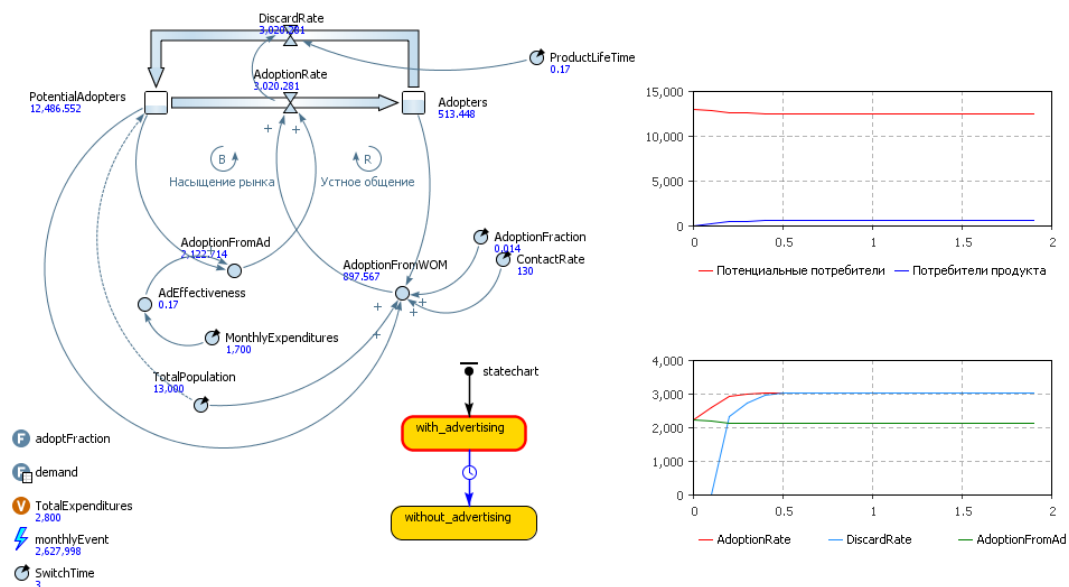 DiscardRate
3,020.281
ProductLifeTime
0.17
AdoptionRate
3,020.281
PotentialAdopters
12,486.552
Adopters
513.448
+ +
B
R
Насыщение рынка
Устное общение
AdoptionFromAd
2,122.714
AdoptionFraction
0.014
AdoptionFromWOM
897.567
ContactRate
130
AdEffectiveness
0.17
+ + +
+
MonthlyExpenditures
1,700
TotalPopulation
13,000
statechart
with_advertising
without_advertising
F adoptFraction
F demand
V TotalExpenditures
2,800
monthlyEvent
2,627,998
SwitchTime
3
15,000
10,000
5,000
0
0 0.5 1 1.5 2
Потенциальные потребители Потребители продукта
4,000
3,000
2,000
1,000
0
0 0.5 1 1.5 2
AdoptionRate DiscardRate AdoptionFromAd